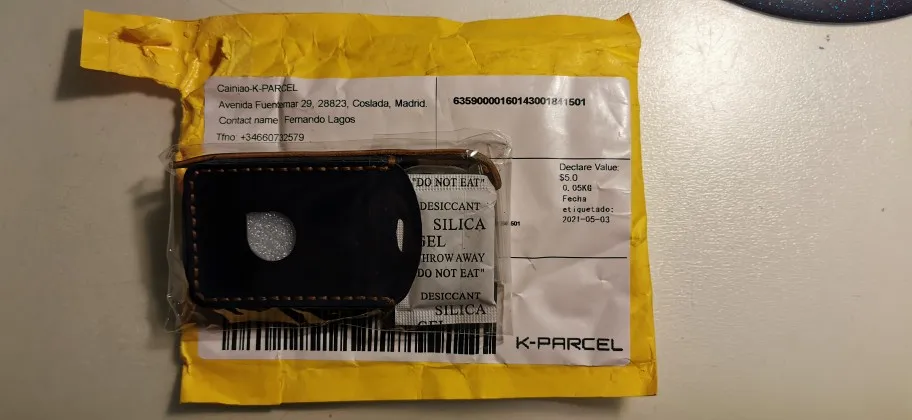 Cainiao-K-PARCEL
Avenida Fuentemar 29, 28823, Coslada, Madrid.
Contact name: Fernando Lagos
Tfno: +34660732579
63590000160143001841501
Declare Value:
$5.0
0.05KG
Fecha
etiquetado:
2021-05-03
501
"DO NOT EAT"
DESICCANT
SILICA
GEL
THROW AWAY
"DO NOT EAT"
DESICCANT
SILICA
GEL
K-PARCEL